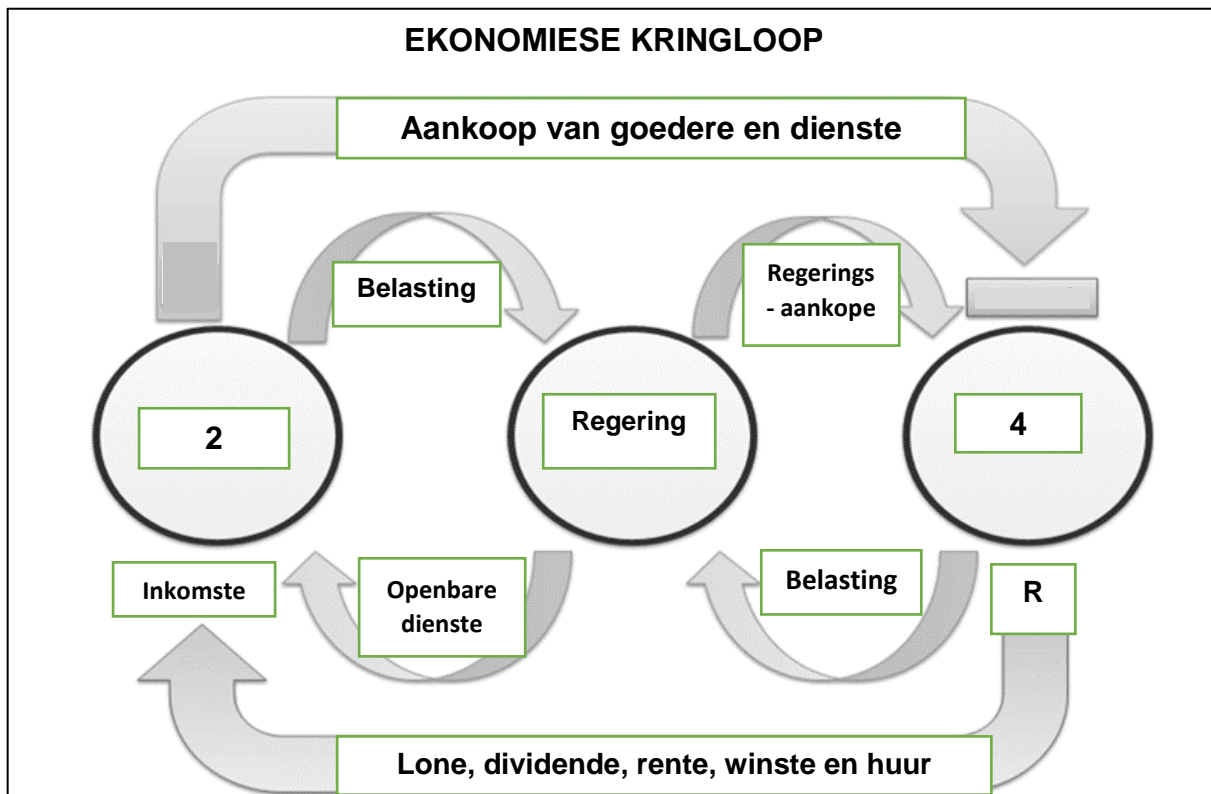 EKONOMIESE KRINGLOOP
Aankoop van goedere en dienste
Belasting
Regerings
- aankope
2
Regering
4
Inkomste
Openbare
dienste
Belasting
R
Lone, dividende, rente, winste en huur